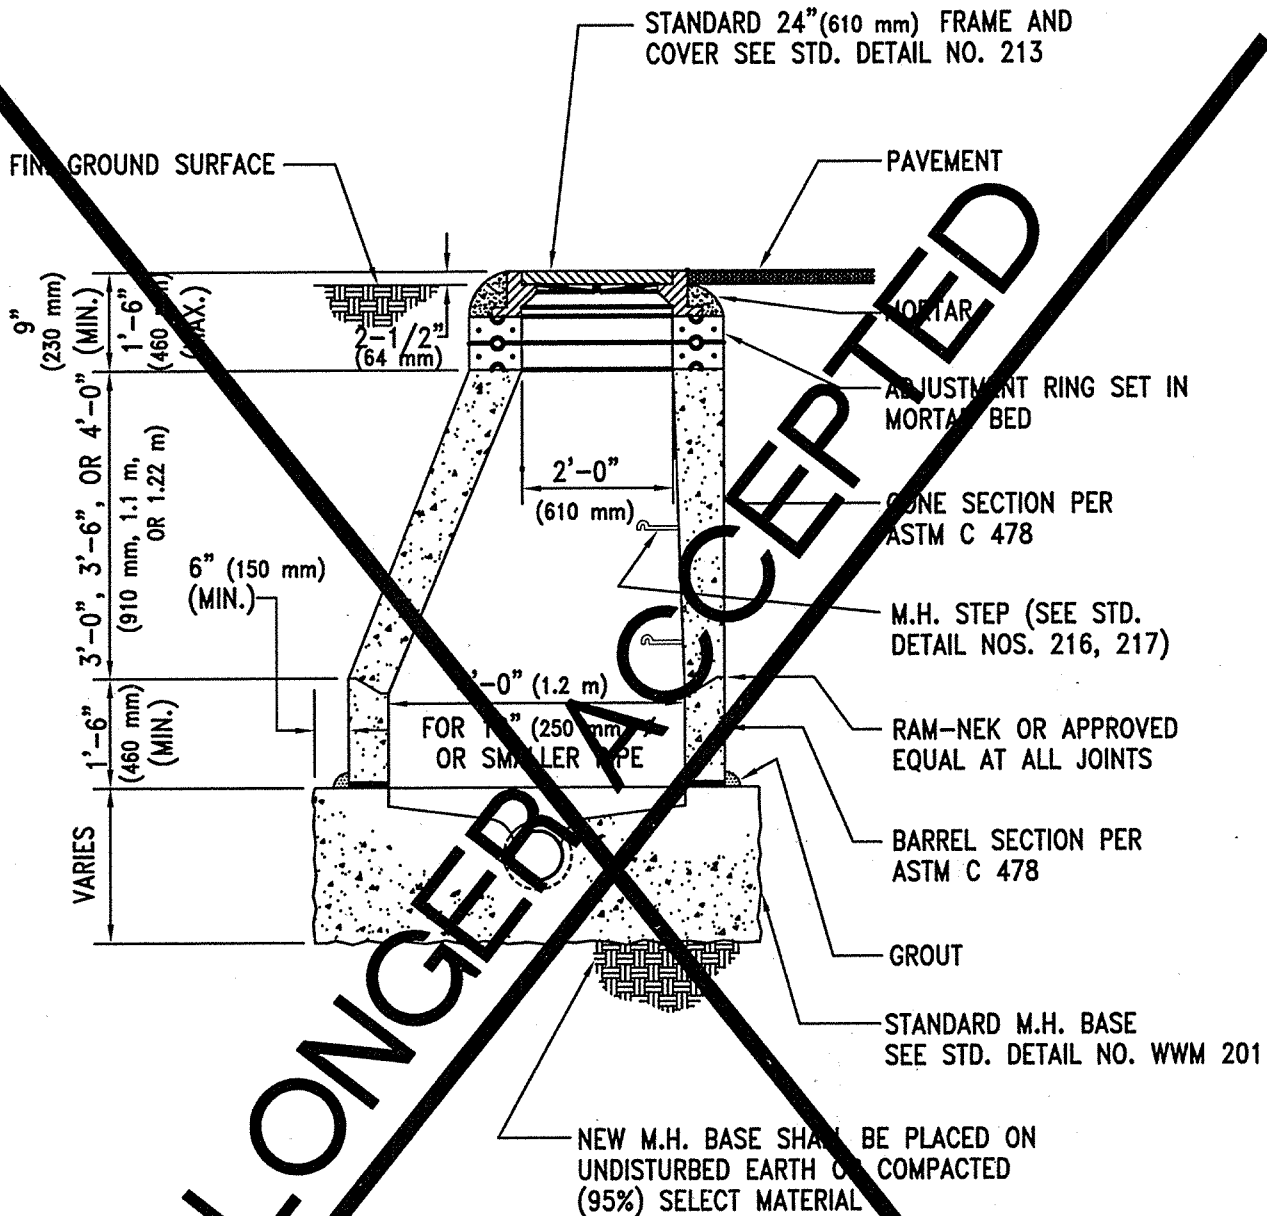 STANDARD 24" (610 mm) FRAME AND
COVER SEE STD. DETAIL NO. 213
GROUND SURFACE
PAVEMENT
9"
(230 mm)
(MIN.)
1'-6"
(460 mm)
(MAX.)
2-1/2"
(64 mm)
MORTAR
ADJUSTMENT RING SET IN
MORTAR BED
3'-0", 3'-6", OR 4'-0"
(910 mm, 1.1 m,
OR 1.22 m)
2'-0"
(610 mm)
CONE SECTION PER
ASTM C 478
6" (150 mm)
(MIN.)
M.H. STEP (SEE STD.
DETAIL NOS. 216, 217)
1'-6"
(460 mm)
(MIN.)
'-0" (1.2 m)
FOR (250 mm)
OR SMALLER PIPE
RAM-NEK OR APPROVED
EQUAL AT ALL JOINTS
VARIES
BARREL SECTION PER
ASTM C 478
GROUT
STANDARD M.H. BASE
SEE STD. DETAIL NO. WWM 201
NEW M.H. BASE SHALL BE PLACED ON
UNDISTURBED EARTH OR COMPACTED
(95%) SELECT MATERIAL
LONGER ACCEPTED